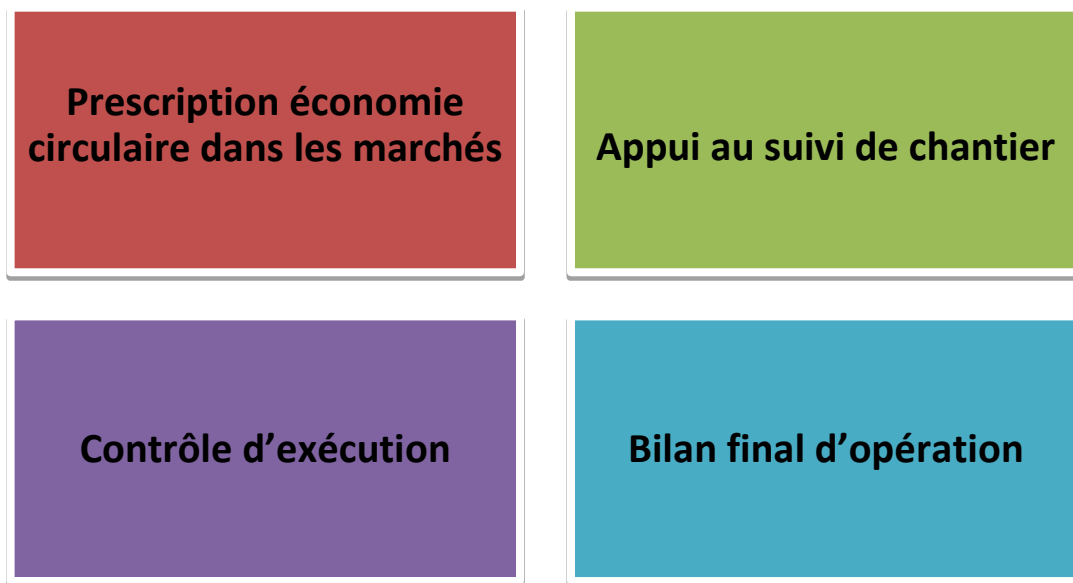 Prescription économie
circulaire dans les marchés
Appui au suivi de chantier
Contrôle d’exécution
Bilan final d’opération